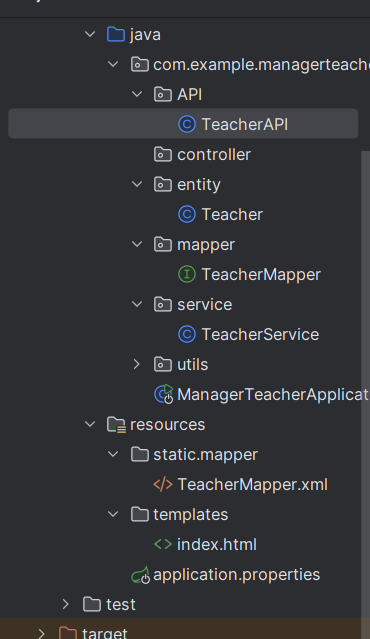 java
com.example.managerteache
API
TeacherAPI
controller
entity
Teacher
mapper
TeacherMapper
service
TeacherService
utils
ManagerTeacherApplicat
resources
static.mapper
TeacherMapper.xml
templates
index.html
application.properties
test
target